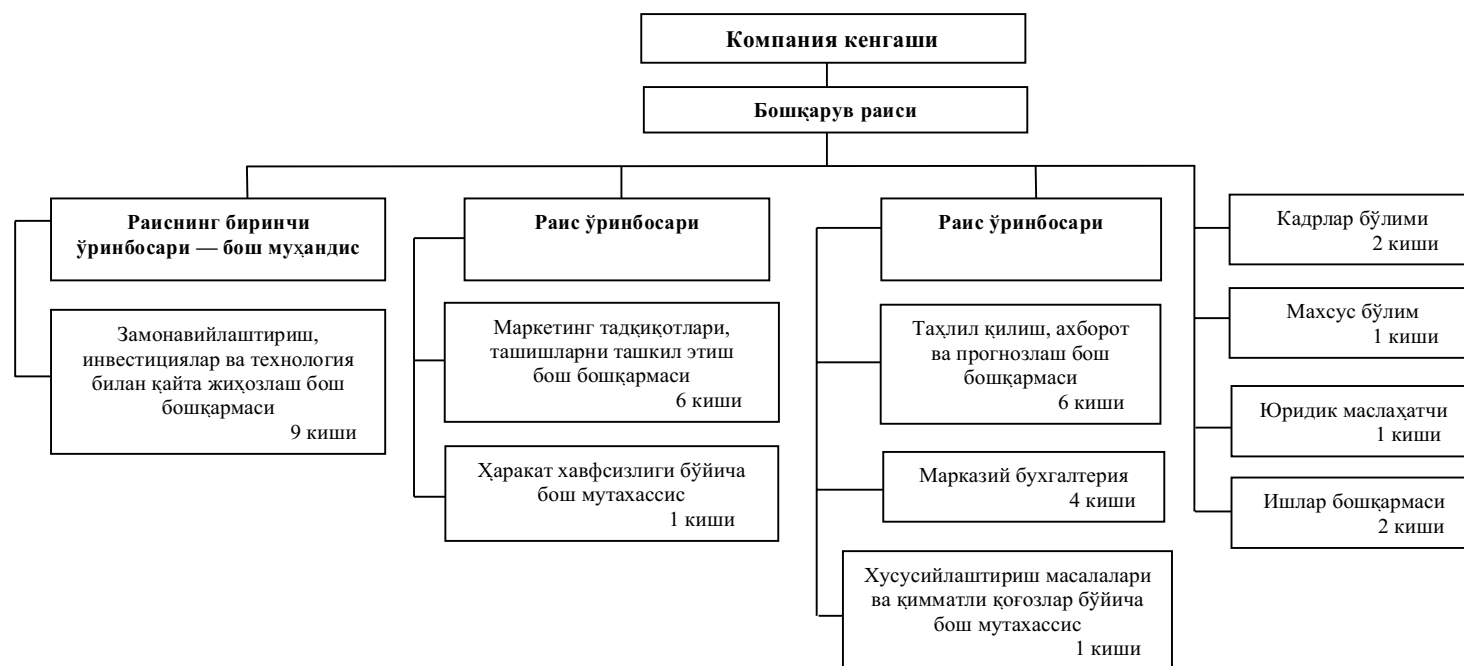 Компания кенгаши
Бошқарув раиси
Раиснинг биринчи
ўринбосари — бош муҳандис
Замонавийлаштириш,
инвестициялар ва технология
билан қайта жиҳозлаш бош
бошқармаси
9 киши
Раис ўринбосари
Маркетинг тадқиқотлари,
ташишларни ташкил этиш
бош бошқармаси
6 киши
Ҳаракат хавфсизлиги бўйича
бош мутахассис
1 киши
Раис ўринбосари
Таҳлил қилиш, ахборот
ва прогнозлаш бош
бошқармаси
6 киши
Марказий бухгалтерия
4 киши
Хусусийлаштириш масалалари
ва қимматли қоғозлар бўйича
бош мутахассис
1 киши
Кадрлар бўлими
2 киши
Махсус бўлим
1 киши
Юридик маслаҳатчи
1 киши
Ишлар бошқармаси
2 киши